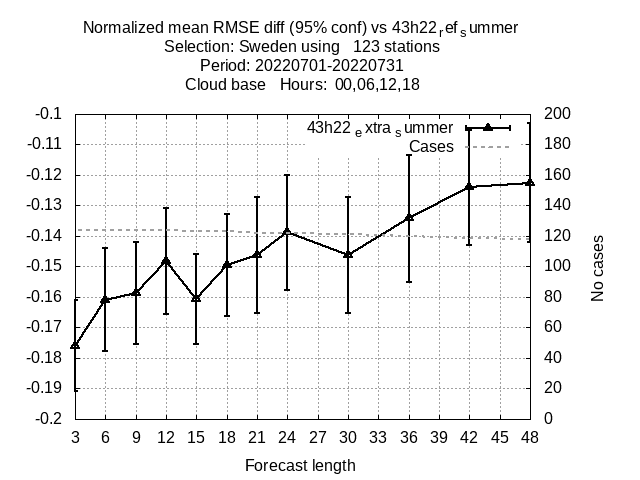 Normalized mean RMSE diff (95% conf) vs 43h22refsummer
Selection: Sweden using 123 stations
Period: 20220701-20220731
Cloud base Hours: 00,06,12,18
43h22extrasummer
Cases
-0.1 200
-0.11 180
-0.12 160
-0.13 140
-0.14 120
-0.15 100
-0.16 80
-0.17 60
-0.18 40
-0.19 20
-0.2 0
No cases
3 6 9 12 15 18 21 24 27 30 33 36 39 42 45 48
Forecast length